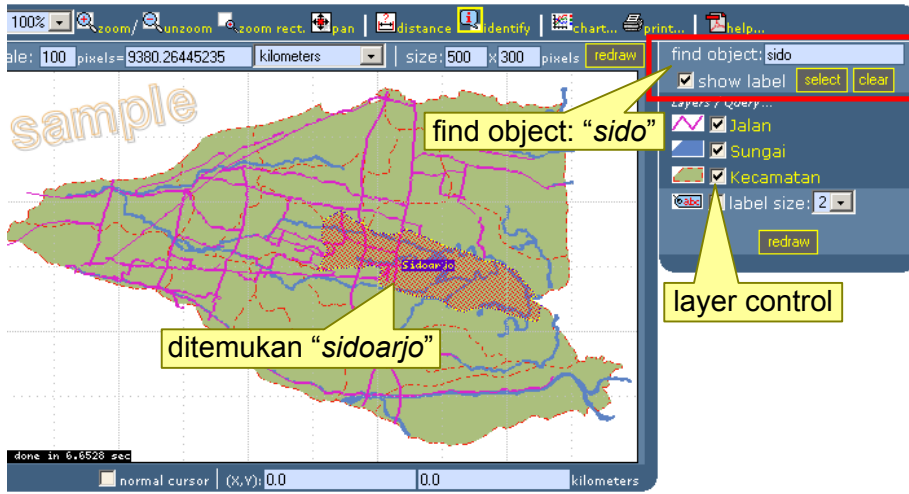 100% zoom/ unzoom zoom rect. pan distance identify chart... print... help...
ale: 100 pixels= 9380.26445235 kilometers size: 500 x 300 pixels redraw
find object: sido
show label select clear
Layers / Query...
Jalan
Sungai
Kecamatan
abc label size: 2
redraw
sample
find object: “sido”
Sidoarjo
layer control
ditemukan “sidoarjo”
done in 6.6528 sec
normal cursor (X,Y): 0.0 0.0 kilometers